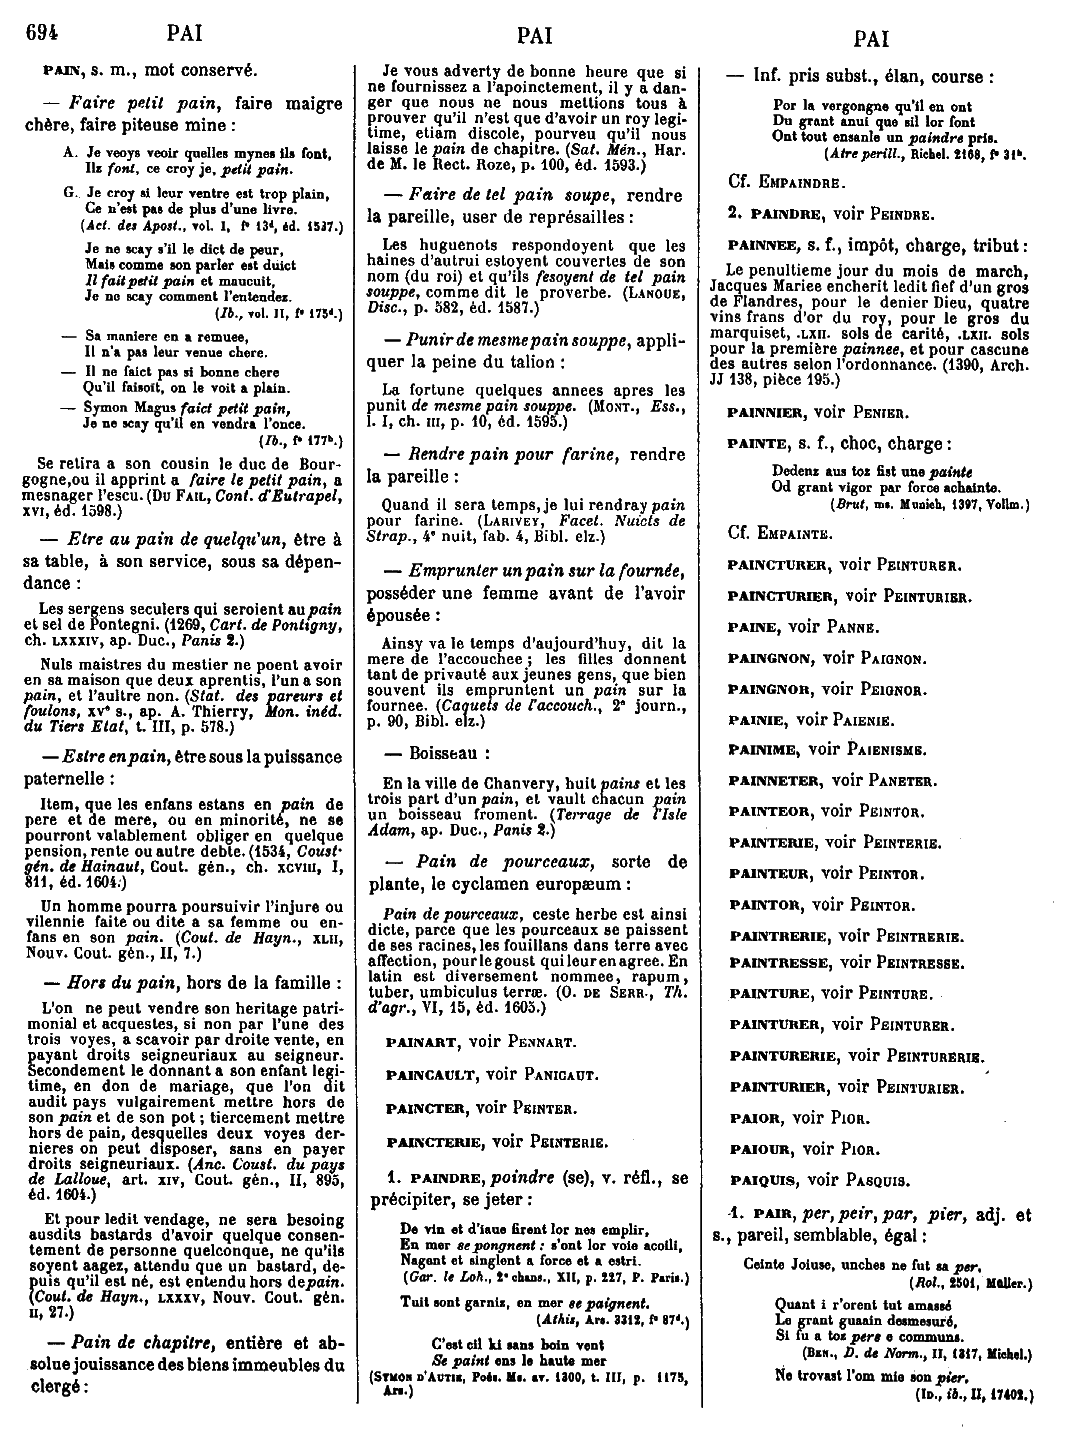 694 PAI
PAI
PAI
PAIN, s. m., mot conservé.
— Faire petit pain, faire maigre
chère, faire piteuse mine :
A. Je veoys veoir quelles mynes ils font,
Ilz font, ce croy je, petit pain.
G. Je croy si leur ventre est trop plain,
Ce n'est pas de plus d'une livre.
(Act. des Apost., vol. I, f° 13ᵈ, éd. 1537.)
Je ne scay s'il le dict de peur,
Mais comme son parler est duict
Il fait petit pain et maucuit,
Je no scay comment l'entendez.
(Ib., vol. II, f° 175ᵈ.)
— Sa maniere en a remuee,
Il n'a pas leur venue chere.
— Il ne faict pas si bonne chere
Qu'il faisoit, on le voit a plain.
— Symon Magus faict petit pain,
Je ne scay qu'il en vendra l'once.
(Ib., f° 177ᵇ.)
Se retira a son cousin le duc de Bour-
gogne,ou il apprint a faire le petit pain, a
mesnager l'escu. (DU FAIL, Cont. d'Eutrapel,
XVI, éd. 1598.)
— Etre au pain de quelqu'un, être à
sa table, à son service, sous sa dépen-
dance :
Les sergens seculers qui seroient au pain
et sel de Pontegni. (1269, Cart. de Pontigny,
ch. LXXXIV, ap. Duc., Panis 2.)
Nuls maistres du mestier ne poent avoir
en sa maison que deux aprentis, l'un a son
pain, et l'aultre non. (Stat. des pareurs et
foulons, XVᵉ s., ap. A. Thierry, Mon. inéd.
du Tiers Etat, t. III, p. 578.)
— Estre en pain, être sous la puissance
paternelle :
Item, que les enfans estans en pain de
pere et de mere, ou en minorité, ne se
pourront valablement obliger en quelque
pension, rente ou autre debte. (1534, Coust.
gén. de Hainaut, Cout. gén., ch. XCVIII, I,
811, éd. 1604.)
Un homme pourra poursuivir l'injure ou
vilennie faite ou dite a sa femme ou en-
fans en son pain. (Cout. de Hayn., XLII,
Nouv. Cout. gén., II, 7.)
— Hors du pain, hors de la famille :
L'on ne peut vendre son heritage patri-
monial et acquestes, si non par l'une des
trois voyes, a scavoir par droite vente, en
payant droits seigneuriaux au seigneur.
Secondement le donnant a son enfant legi-
time, en don de mariage, que l'on dit
audit pays vulgairement mettre hors de
son pain et de son pot ; tiercement mettre
hors de pain, desquelles deux voyes der-
nieres on peut disposer, sans en payer
droits seigneuriaux. (Anc. Coust. du pays
de Lalloue, art. XIV, Cout. gén., II, 895,
éd. 1604.)
Et pour ledit vendage, ne sera besoing
ausdits bastards d'avoir quelque consen-
tement de personne quelconque, ne qu'ils
soyent aagez, attendu que un bastard, de-
puis qu'il est né, est entendu hors de pain.
(Cout. de Hayn., LXXXV, Nouv. Cout. gén.
II, 27.)
— Pain de chapitre, entière et ab-
solue jouissance des biens immeubles du
clergé :
Je vous adverty de bonne heure que si
ne fournissez a l'apoinctement, il y a dan-
ger que nous ne nous mettions tous à
prouver qu'il n'est que d'avoir un roy legi-
time, etiam discole, pourveu qu'il nous
laisse le pain de chapitre. (Sat. Mén., Har.
de M. le Rect. Roze, p. 100, éd. 1593.)
— Faire de tel pain soupe, rendre
la pareille, user de représailles :
Les huguenots respondoyent que les
haines d'autrui estoyent couvertes de son
nom (du roi) et qu'ils fesoyent de tel pain
souppe, comme dit le proverbe. (LANOUE,
Disc., p. 582, éd. 1587.)
— Punir de mesme pain souppe, appli-
quer la peine du talion :
La fortune quelques annees apres les
punit de mesme pain souppe. (MONT., Ess.,
l. I, ch. III, p. 10, éd. 1595.)
— Rendre pain pour farine, rendre
la pareille :
Quand il sera temps, je lui rendray pain
pour farine. (LARIVEY, Facet. Nuicts de
Strap., 4ᵉ nuit, fab. 4, Bibl. elz.)
— Emprunter un pain sur la fournée,
posséder une femme avant de l'avoir
épousée :
Ainsy va le temps d'aujourd'huy, dit la
mere de l'accouchee ; les filles donnent
tant de privauté aux jeunes gens, que bien
souvent ils empruntent un pain sur la
fournee. (Caquets de l'accouch., 2ᵉ journ.,
p. 90, Bibl. elz.)
— Boisseau :
En la ville de Chanvery, huit pains et les
trois part d'un pain, et vault chacun pain
un boisseau froment. (Terrage de l'Isle
Adam, ap. Duc., Panis 2.)
— Pain de pourceaux, sorte de
plante, le cyclamen europæum :
Pain de pourceaux, ceste herbe est ainsi
dicte, parce que les pourceaux se paissent
de ses racines, les fouillans dans terre avec
affection, pour le goust qui leur en agree. En
latin est diversement nommee, rapum,
tuber, umbiculus terræ. (O. DE SERR., Th.
d'agr., VI, 15, éd. 1605.)
PAINART, voir PENNART.
PAINCAULT, voir PANICAUT.
PAINCTER, voir PEINTER.
PAINCTERIE, voir PEINTERIE.
1. PAINDRE, poindre (se), v. réfl., se
précipiter, se jeter :
De vin et d'iaue firent lor nes emplir,
En mer se pongnent : s'ont lor voie acoili,
Nagent et singlent a force et a estri.
(Gar. le Loh., 2ᵉ chans., XII, p. 227, P. Paris.)
Tuit sont garniz, en mer se paignent.
(Athis, Ars. 3312, f° 87ᵈ.)
C'est cil ki sans boin vent
Se paint ens le haute mer
(SYMON D'AUTIE, Poés. Ms. av. 1300, t. III, p. 1175,
Ars.)
— Inf. pris subst., élan, course :
Por la vergongne qu'il en ont
Du grant anui que sil lor font
Ont tout ensanle un paindre pris.
(Atre perill., Richel. 2168, f° 31ᵇ.
Cf. EMPAINDRE.
2. PAINDRE, voir PEINDRE.
PAINNEE, s. f., impôt, charge, tribut :
Le penultieme jour du mois de march,
Jacques Mariee encherit ledit fief d'un gros
de Flandres, pour le denier Dieu, quatre
vins frans d'or du roy, pour le gros du
marquiset, .LXII. sols de carité, .LXII. sols
pour la première painnee, et pour cascune
des autres selon l'ordonnance. (1390, Arch.
JJ 138, pièce 195.)
PAINNIER, voir PENIER.
PAINTE, s. f., choc, charge :
Dedenz aus toz fist une painte
Od grant vigor par force achainte.
(Brut, ms. Munich, 1397, Vollm.)
Cf. EMPAINTE.
PAINCTURER, voir PEINTURER.
PAINCTURIER, voir PEINTURIER.
PAINE, voir PANNE.
PAINGNON, voir PAIGNON.
PAINGNOR, voir PEIGNOR.
PAINIE, voir PAIENIE.
PAINIME, voir PAIENISME.
PAINNETER, voir PANETER.
PAINTEOR, voir PEINTOR.
PAINTERIE, voir PEINTERIE.
PAINTEUR, voir PEINTOR.
PAINTOR, voir PEINTOR.
PAINTRERIE, voir PEINTRERIE.
PAINTRESSE, voir PEINTRESSE.
PAINTURE, voir PEINTURE.
PAINTURER, voir PEINTURER.
PAINTURERIE, voir PEINTURERIE.
PAINTURIER, voir PEINTURIER.
PAIOR, voir PIOR.
PAIOUR, voir PIOR.
PAIQUIS, voir PASQUIS.
1. PAIR, per, peir, par, pier, adj. et
s., pareil, semblable, égal :
Ceinte Joiuse, unches ne fut sa per,
(Rol., 2501, Müller.)
Quant i r'orent tut amassé
Le grant guaain desmesuré,
Si fu a toz pers e communs.
(BEN., D. de Norm., II, 1317, Michel.)
Ne trovast l'om mie son pier,
(ID., ib., II, 17402.)